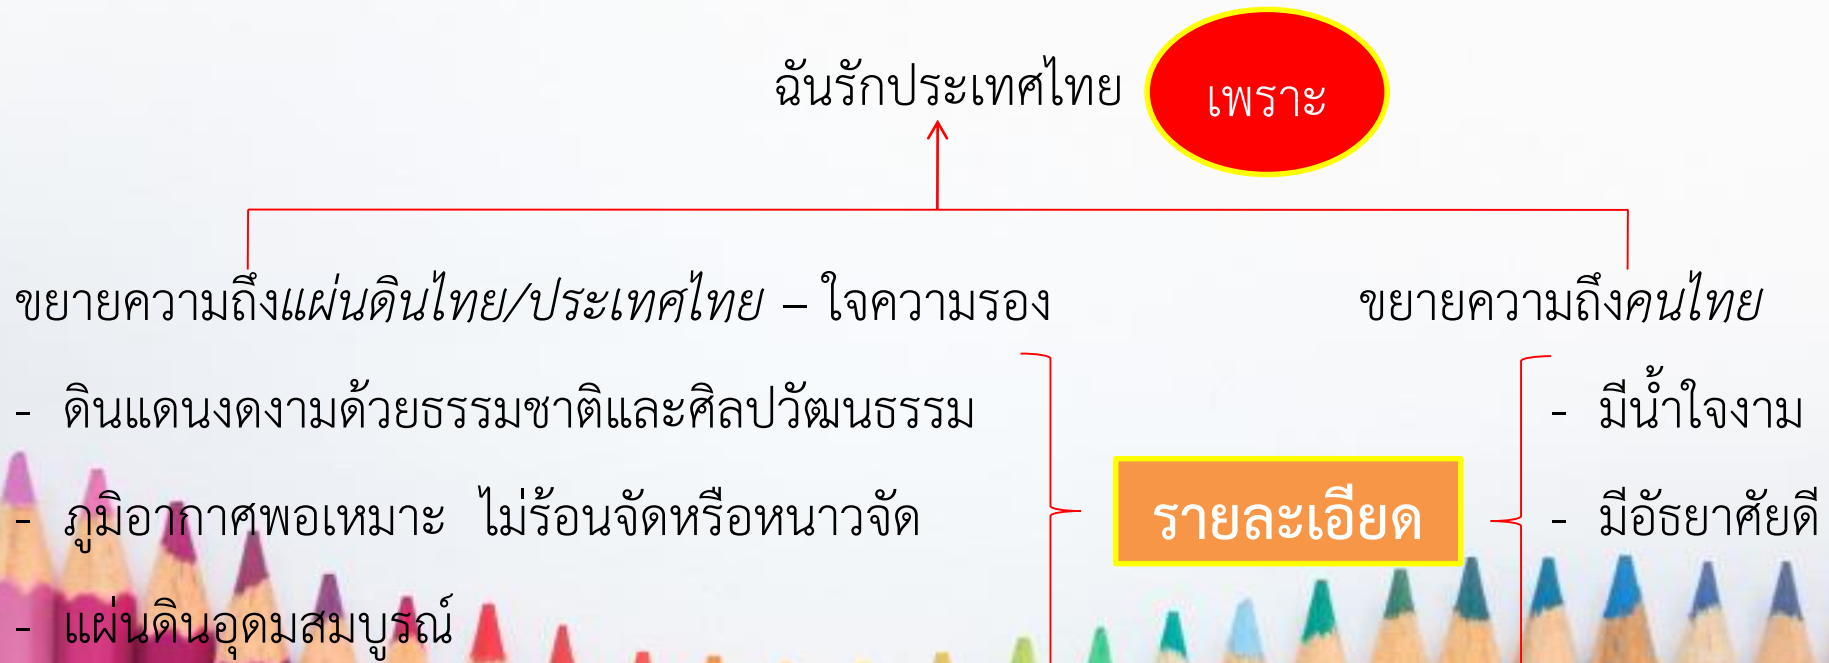 ฉันรักประเทศไทย เพราะ
ขยายความถึงแผ่นดินไทย/ประเทศไทย – ใจความรอง
ขยายความถึงคนไทย
- ดินแดนงดงามด้วยธรรมชาติและศิลปวัฒนธรรม
- ภูมิอากาศพอเหมาะ ไม่ร้อนจัดหรือหนาวจัด
- แผ่นดินอุดมสมบูรณ์
รายละเอียด
- มีน้ำใจงาม
- มีอัธยาศัยดี